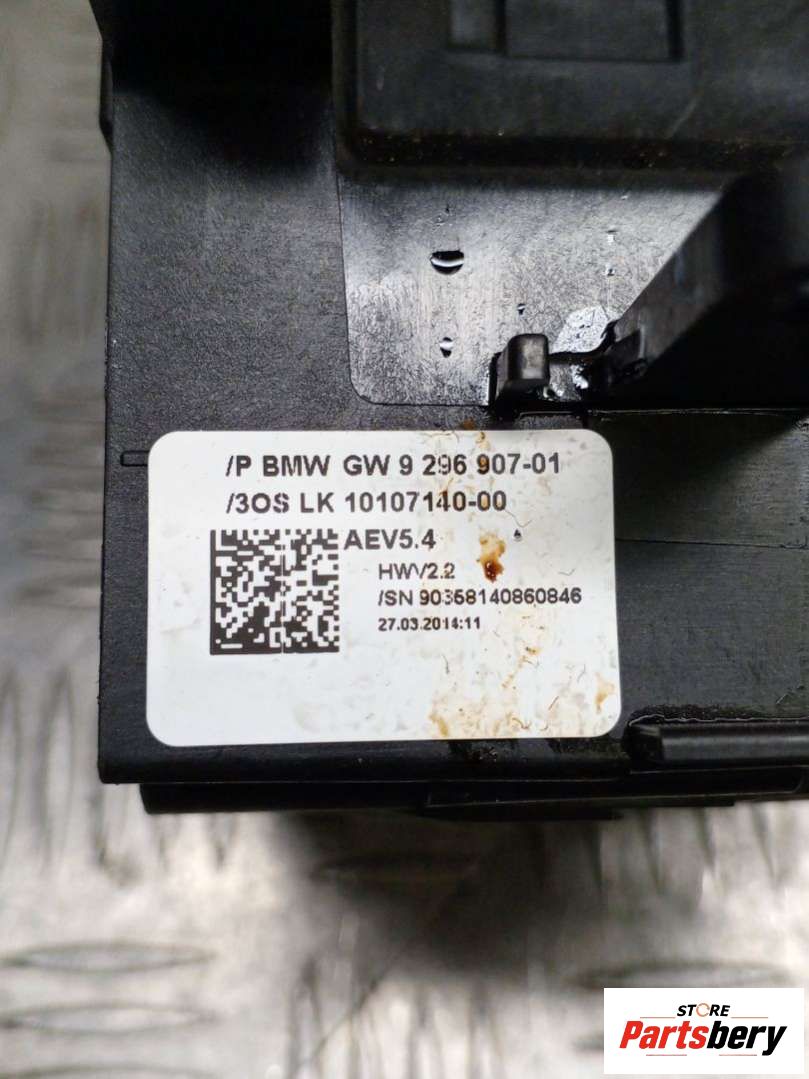 /P BMW GW 9 296 907-01
/3OS LK 10107140-00
AEV5.4
HWV2.2
/SN 90358140860846
27.03.2014:11
STORE
Partsbery